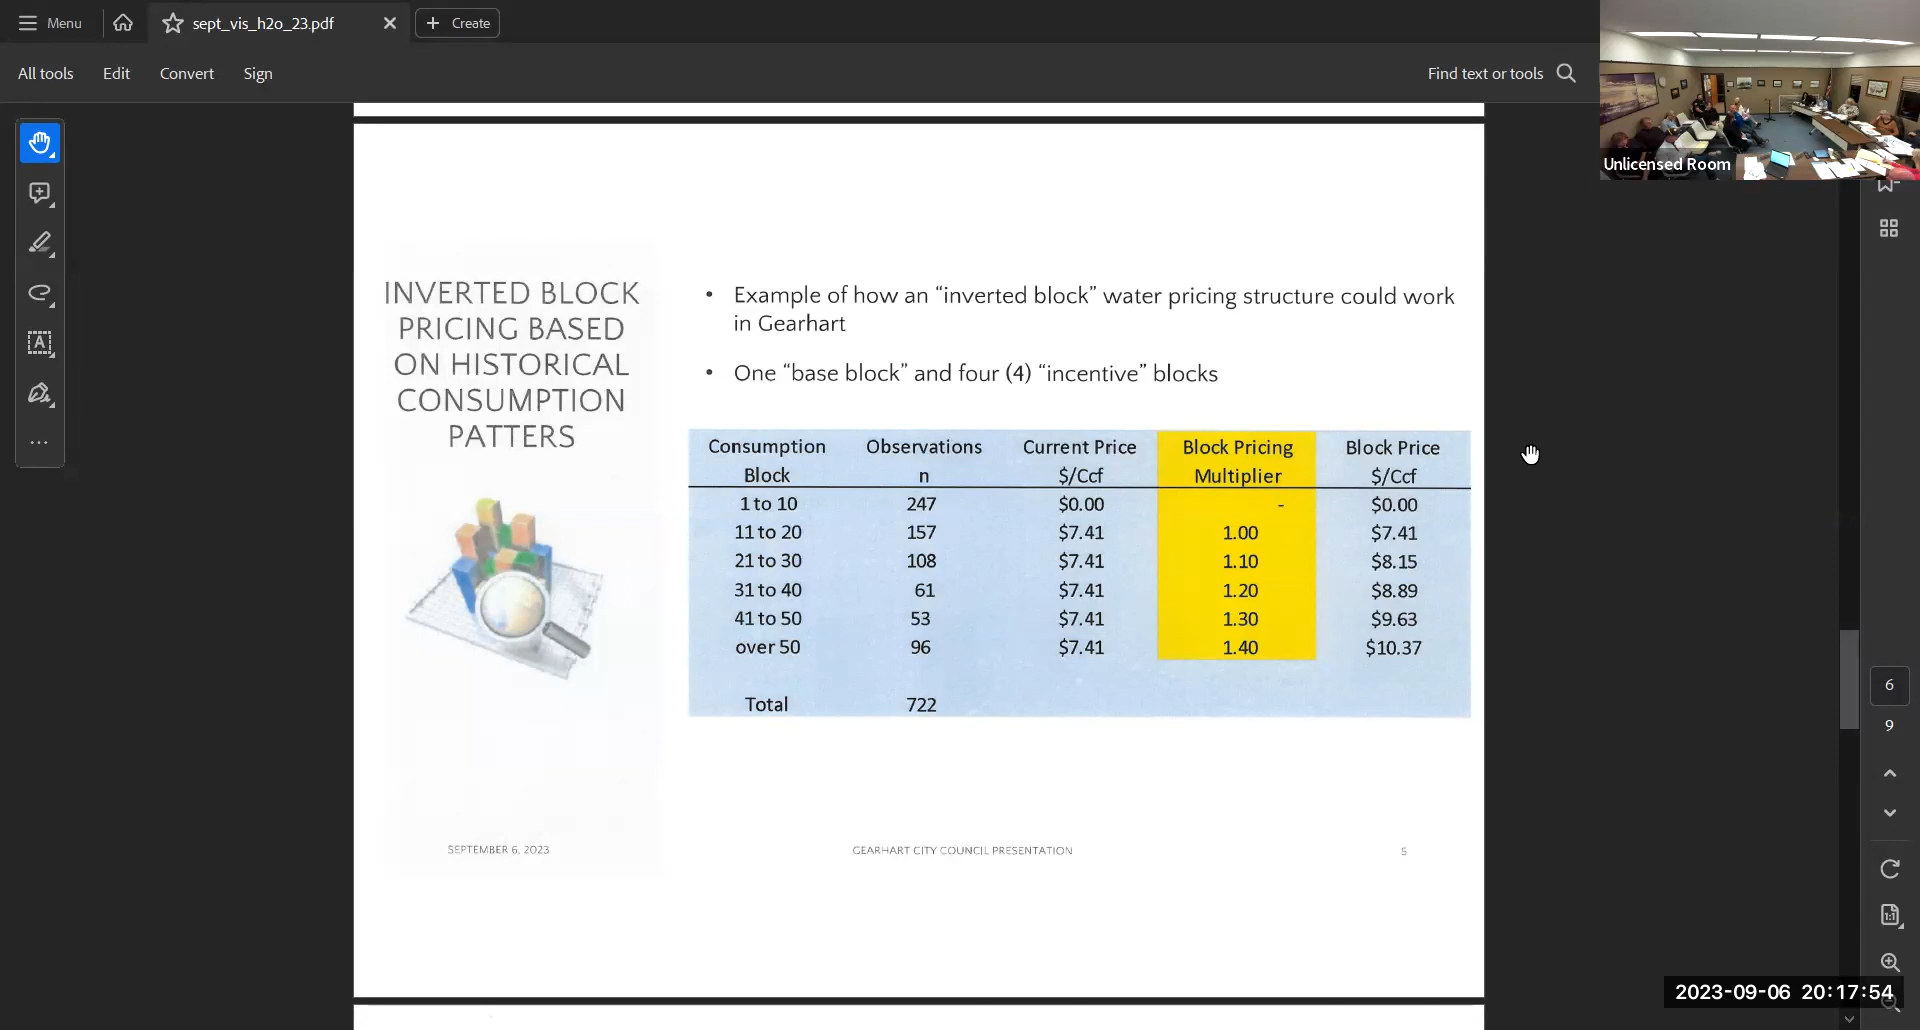 Menu
sept_vis_h2o_23.pdf
Create
All tools Edit Convert Sign
Find text or tools
Unlicensed Room
INVERTED BLOCK
PRICING BASED
ON HISTORICAL
CONSUMPTION
PATTERS
• Example of how an “inverted block” water pricing structure could work
in Gearhart
• One “base block” and four (4) “incentive” blocks
Consumption Observations Current Price Block Pricing Block Price
Block n $/Ccf Multiplier $/Ccf
1 to 10 247 $0.00 - $0.00
11 to 20 157 $7.41 1.00 $7.41
21 to 30 108 $7.41 1.10 $8.15
31 to 40 61 $7.41 1.20 $8.89
41 to 50 53 $7.41 1.30 $9.63
over 50 96 $7.41 1.40 $10.37
Total 722
SEPTEMBER 6, 2023 GEARHART CITY COUNCIL PRESENTATION 5
6
9
1:1
2023-09-06 20:17:54